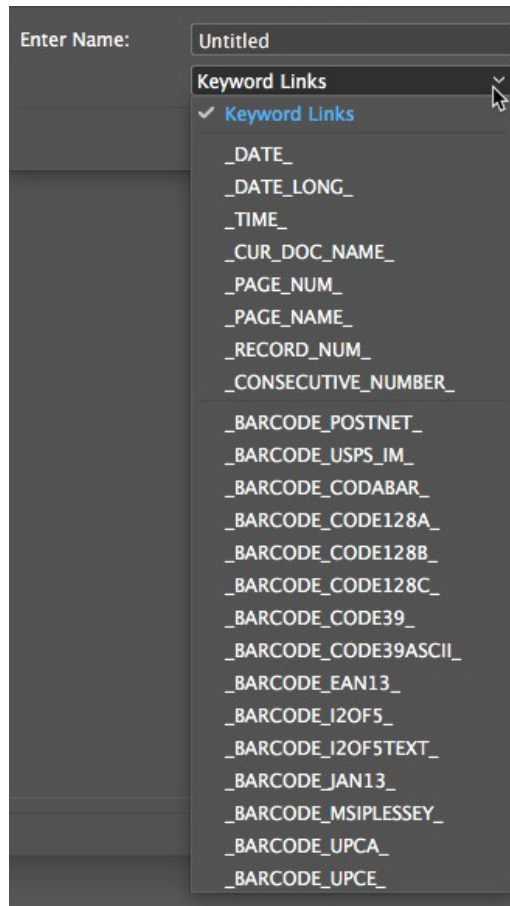 Enter Name: Untitled
Keyword Links
Keyword Links
_DATE_
_DATE_LONG_
_TIME_
_CUR_DOC_NAME_
_PAGE_NUM_
_PAGE_NAME_
_RECORD_NUM_
_CONSECUTIVE_NUMBER_
_BARCODE_POSTNET_
_BARCODE_USPS_IM_
_BARCODE_CODABAR_
_BARCODE_CODE128A_
_BARCODE_CODE128B_
_BARCODE_CODE128C_
_BARCODE_CODE39_
_BARCODE_CODE39ASCII_
_BARCODE_EAN13_
_BARCODE_I2OF5_
_BARCODE_I2OF5TEXT_
_BARCODE_JAN13_
_BARCODE_MSIPLESSEY_
_BARCODE_UPCA_
_BARCODE_UPCE_